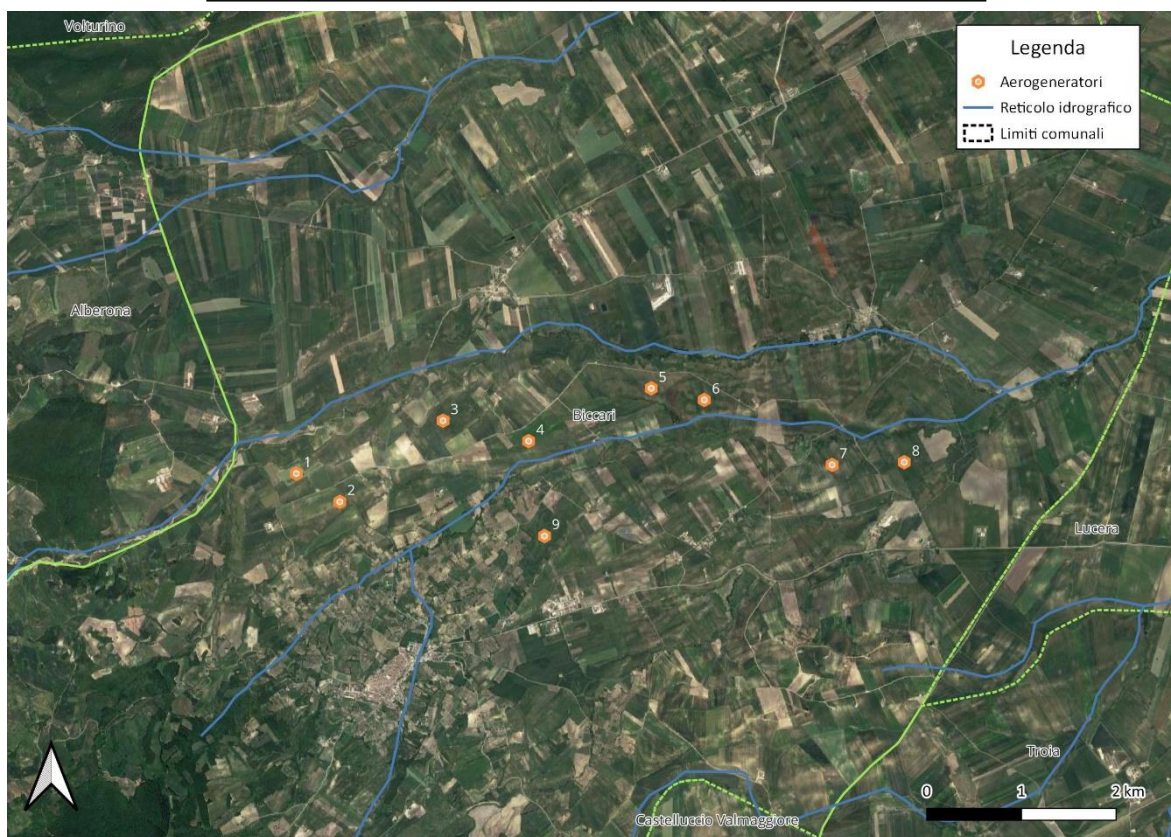 Volturino
Legenda
Aerogeneratori
Reticolo idrografico
Limiti comunali
Alberona
5
6
3
Biccari
4
1
7
8
2
9
Lucera
Troia
0 1 2 km
Castelluccio Valmaggiore